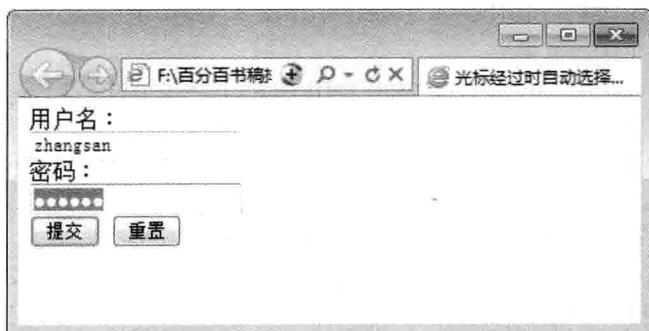 F:\百分百书稿
光标经过时自动选择...
用户名：
zhangsan
密码：
●●●●●●
提交 重置